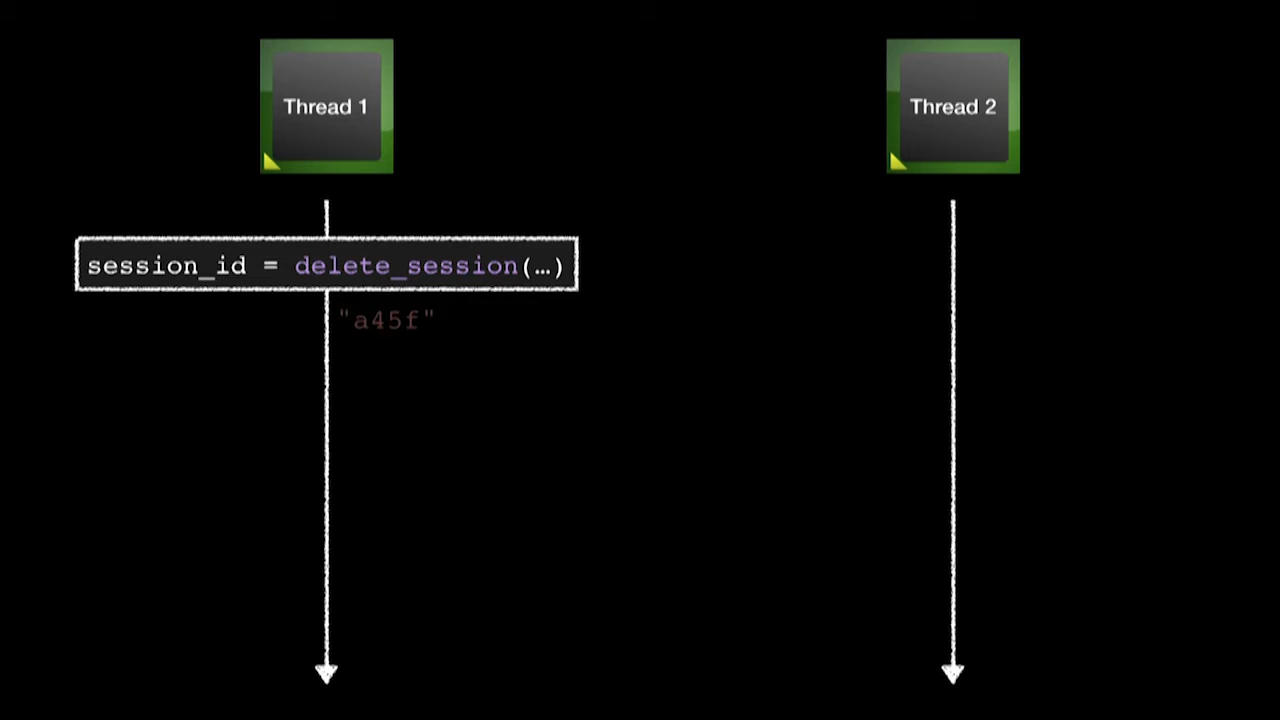 Thread 1
Thread 2
session_id = delete_session(…)
"a45f"